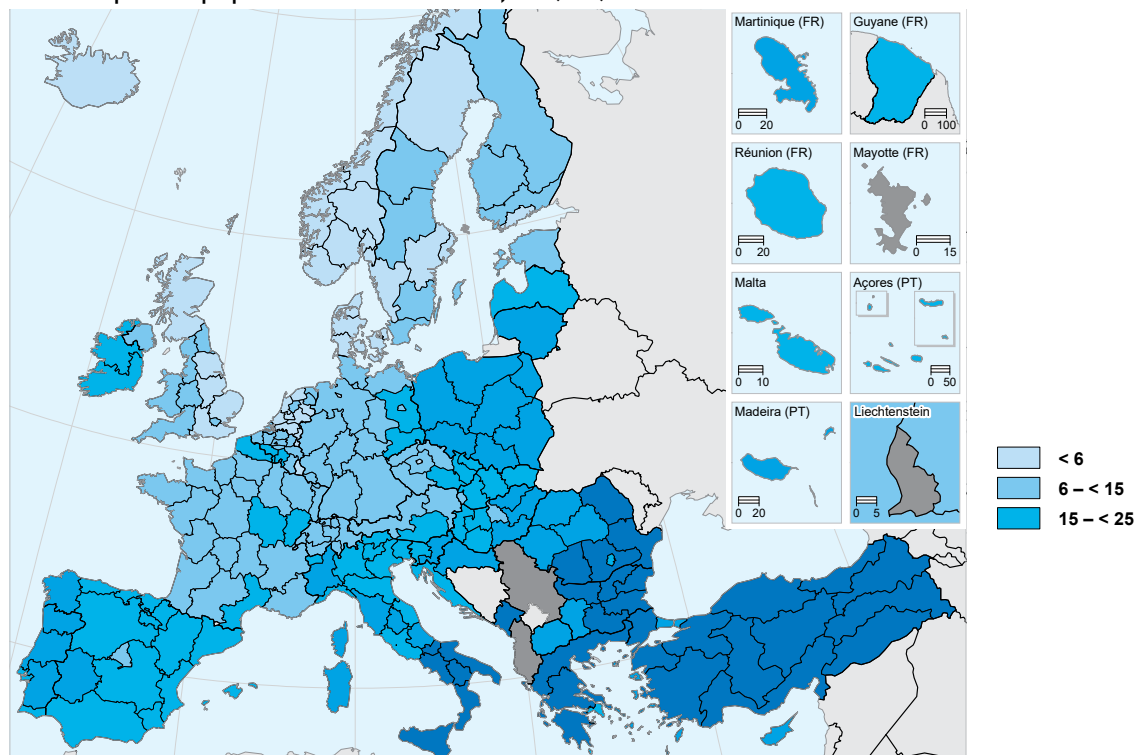 Martinique (FR)
0 20
Guyane (FR)
0 100
Réunion (FR)
0 20
Mayotte (FR)
0 15
Malta
0 10
Açores (PT)
0 50
Madeira (PT)
0 20
Liechtenstein
0 5
< 6
6 – < 15
15 – < 25